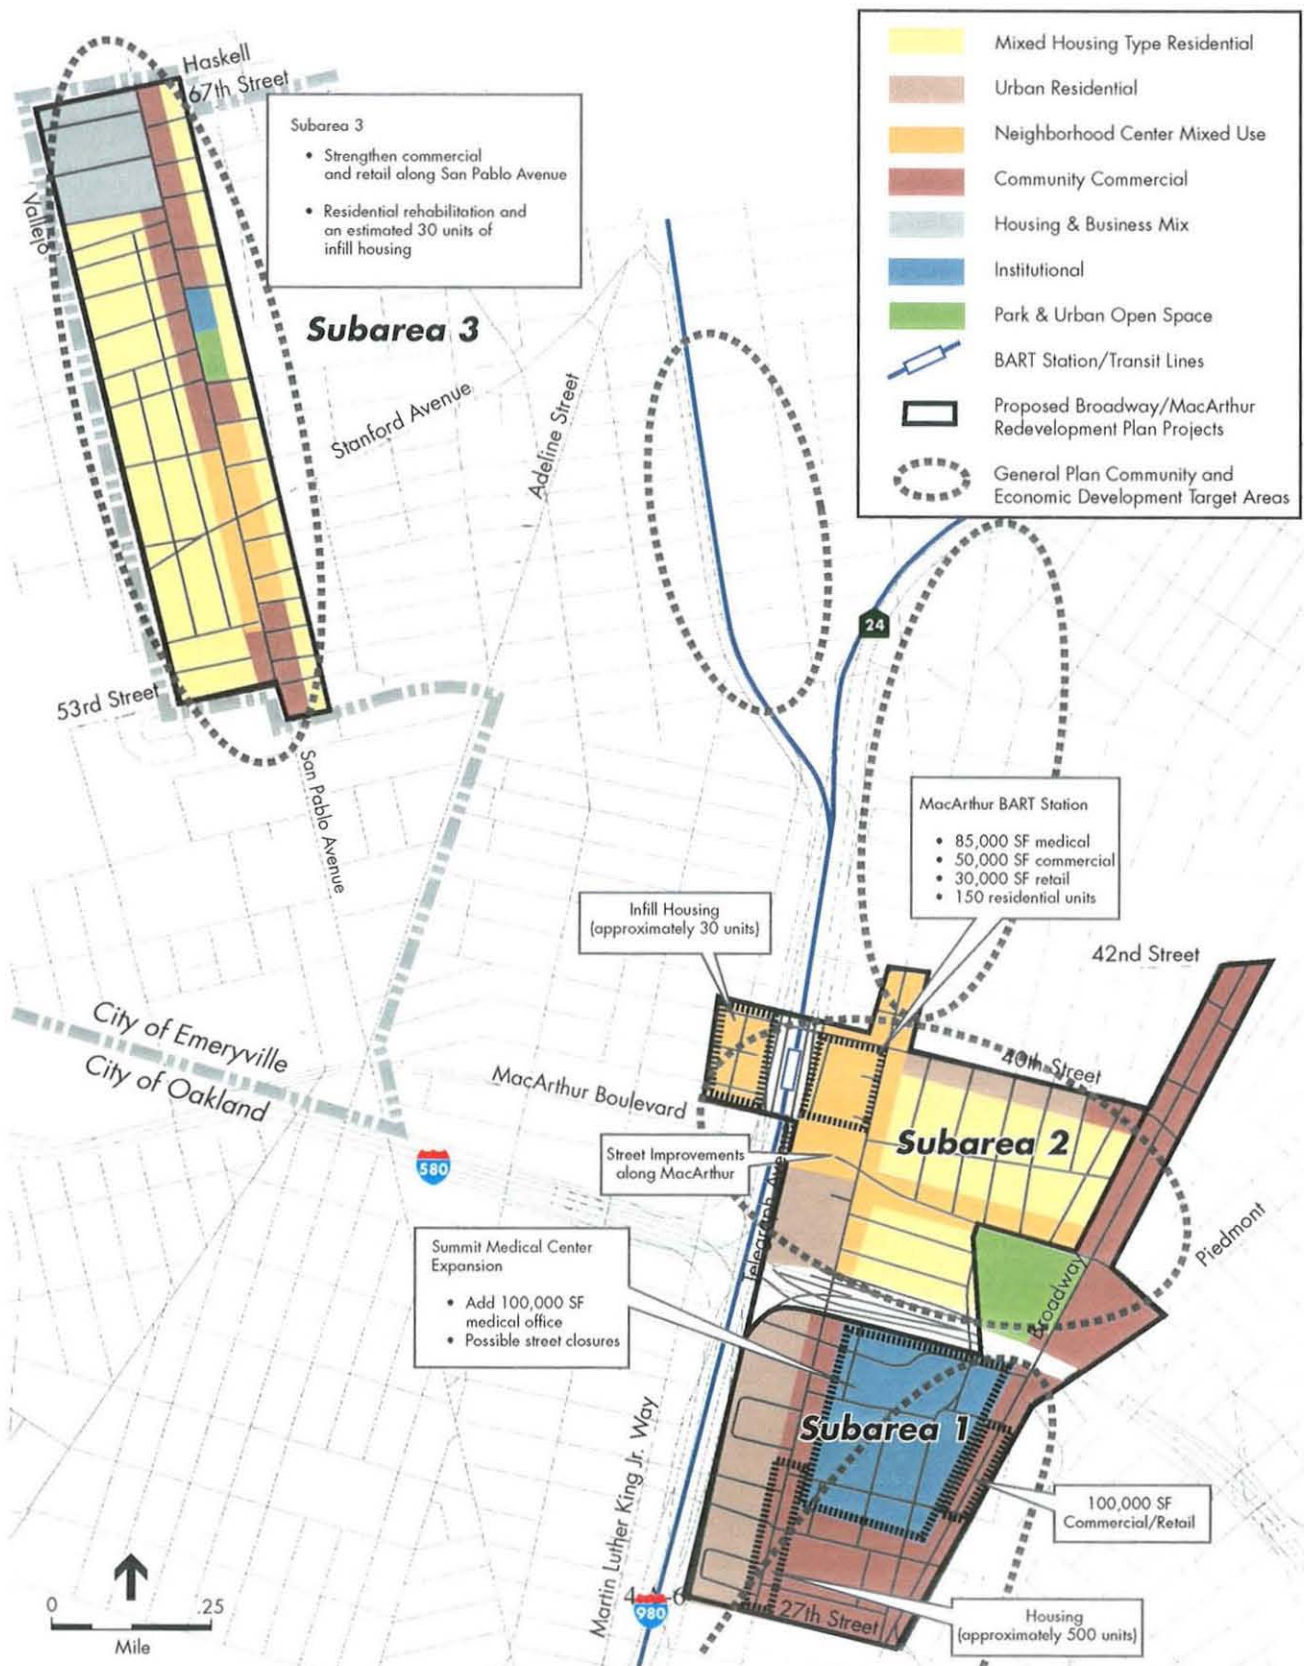 Haskell
67th Street
Vallejo
Subarea 3
• Strengthen commercial
and retail along San Pablo Avenue
• Residential rehabilitation and
an estimated 30 units of
infill housing
Subarea 3
Mixed Housing Type Residential
Urban Residential
Neighborhood Center Mixed Use
Community Commercial
Housing & Business Mix
Institutional
Park & Urban Open Space
BART Station/Transit Lines
Proposed Broadway/MacArthur
Redevelopment Plan Projects
General Plan Community and
Economic Development Target Areas
Stanford Avenue
Adeline Street
24
53rd Street
San Pablo Avenue
MacArthur BART Station
• 85,000 SF medical
• 50,000 SF commercial
• 30,000 SF retail
• 150 residential units
Infill Housing
(approximately 30 units)
42nd Street
City of Emeryville
City of Oakland
MacArthur Boulevard
40th Street
Subarea 2
580
Street Improvements
along MacArthur
Telegraph Avenue
Piedmont
Broadway
Summit Medical Center
Expansion
• Add 100,000 SF
medical office
• Possible street closures
Subarea 1
Martin Luther King Jr. Way
100,000 SF
Commercial/Retail
980
27th Street
Housing
(approximately 500 units)
0 .25
Mile